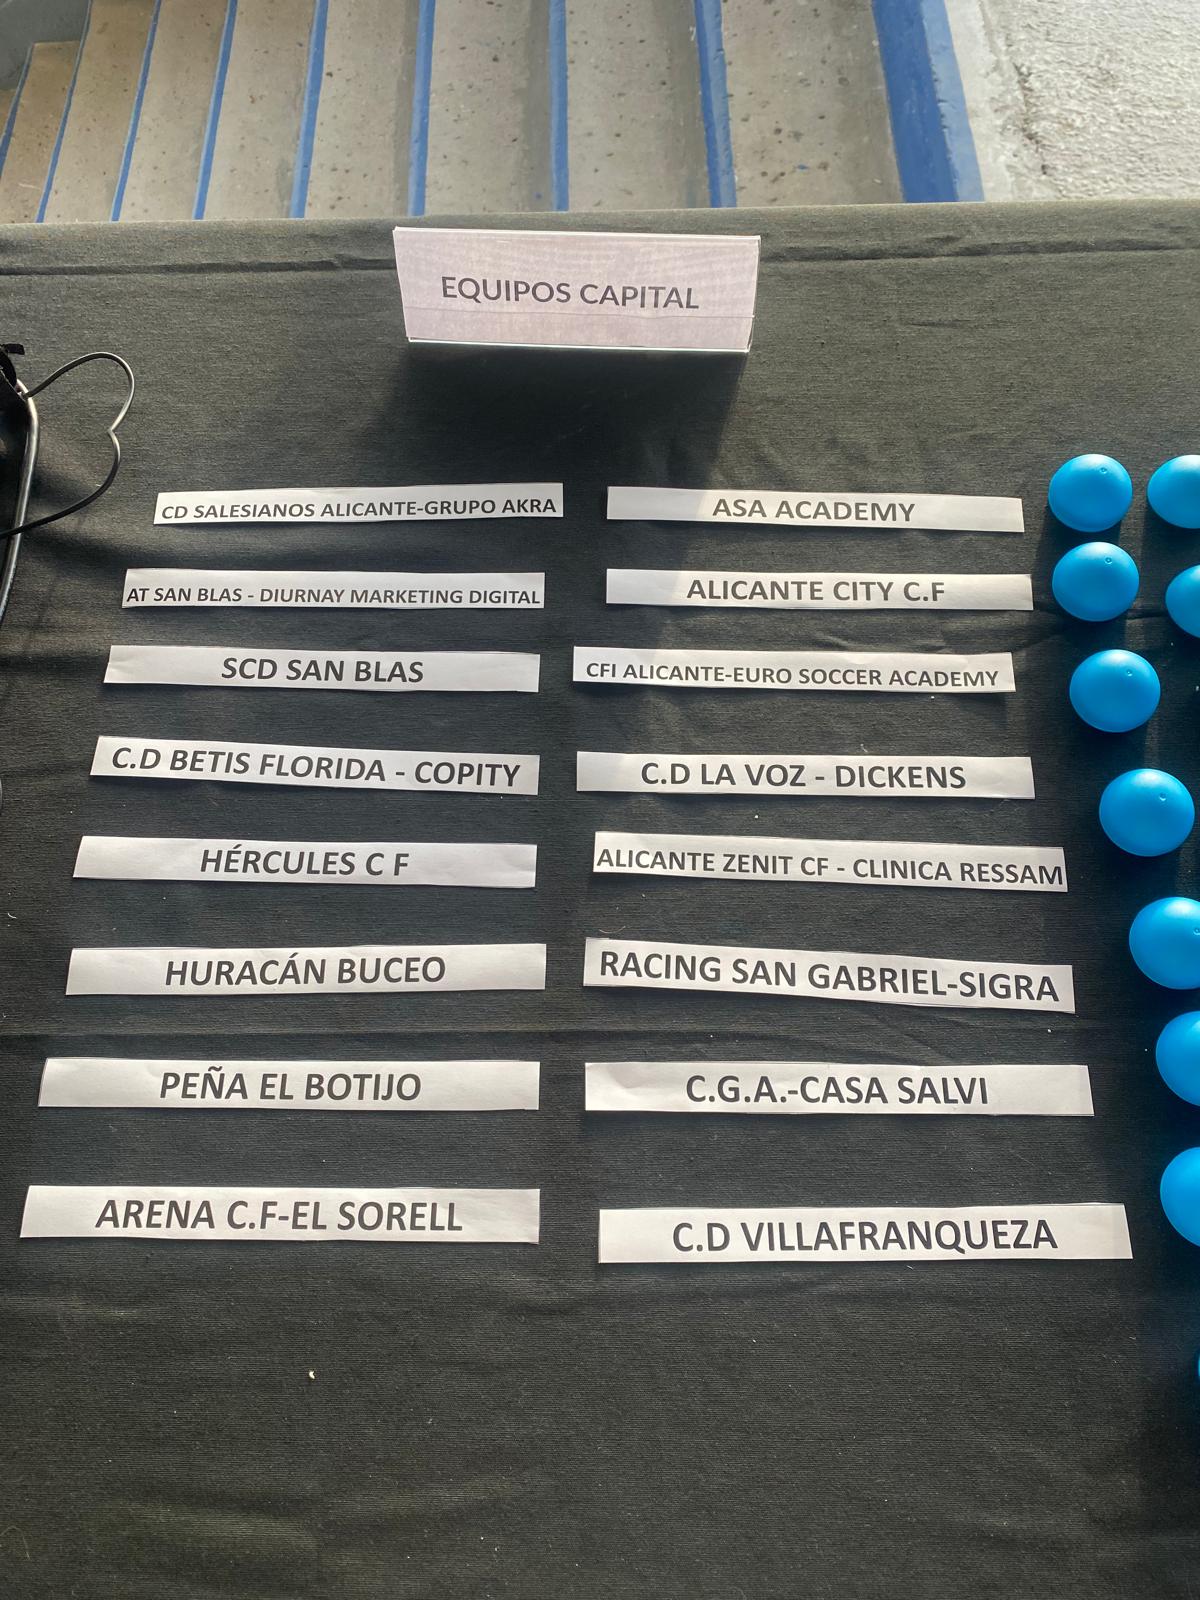 EQUIPOS CAPITAL
CD SALESIANOS ALICANTE-GRUPO AKRA
AT SAN BLAS - DIURNAY MARKETING DIGITAL
SCD SAN BLAS
C.D BETIS FLORIDA - COPITY
HÉRCULES C F
HURACÁN BUCEO
PEÑA EL BOTIJO
ARENA C.F-EL SORELL
ASA ACADEMY
ALICANTE CITY C.F
CFI ALICANTE-EURO SOCCER ACADEMY
C.D LA VOZ - DICKENS
ALICANTE ZENIT CF - CLINICA RESSAM
RACING SAN GABRIEL-SIGRA
C.G.A.-CASA SALVI
C.D VILLAFRANQUEZA